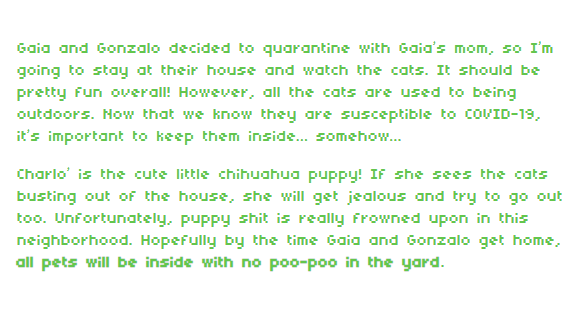 Gaia and Gonzalo decided to quarantine with Gaia's mom, so I'm
going to stay at their house and watch the cats. It should be
pretty fun overall! However, all the cats are used to being
outdoors. Now that we know they are susceptible to COVID-19,
it's important to keep them inside... somehow...
Charlo' is the cute little chihuahua puppy! If she sees the cats
busting out of the house, she will get jealous and try to go out
too. Unfortunately, puppy shit is really frowned upon in this
neighborhood. Hopefully by the time Gaia and Gonzalo get home,
all pets will be inside with no poo-poo in the yard.